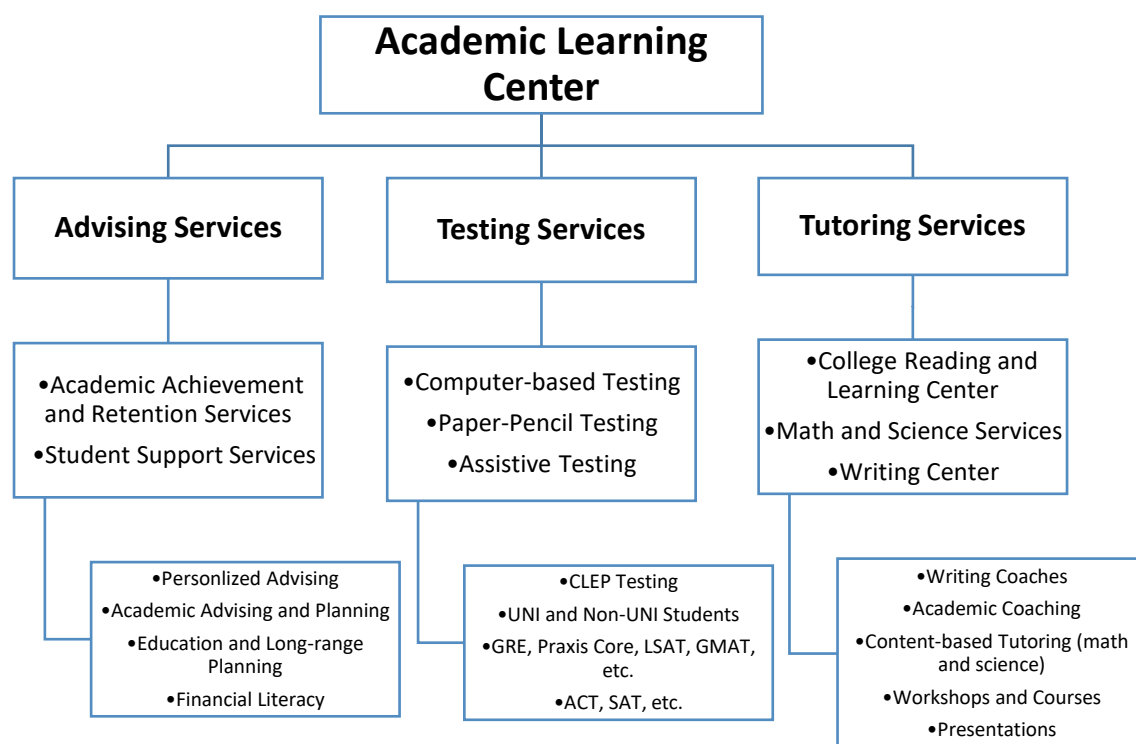 Academic Learning
Center
Advising Services
Testing Services
Tutoring Services
•Academic Achievement
and Retention Services
•Student Support Services
•Computer-based Testing
•Paper-Pencil Testing
•Assistive Testing
•College Reading and
Learning Center
•Math and Science Services
•Writing Center
•Personlized Advising
•Academic Advising and Planning
•Education and Long-range
Planning
•Financial Literacy
•CLEP Testing
•UNI and Non-UNI Students
•GRE, Praxis Core, LSAT, GMAT,
etc.
•ACT, SAT, etc.
•Writing Coaches
•Academic Coaching
•Content-based Tutoring (math
and science)
•Workshops and Courses
•Presentations